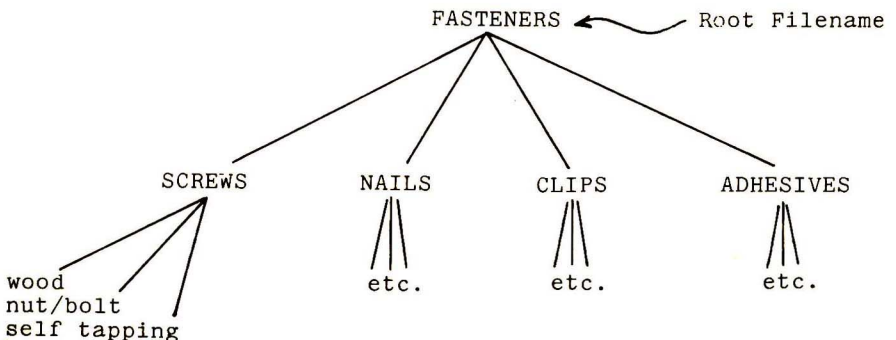 FASTENERS Root Filename
SCREWS NAILS CLIPS ADHESIVES
wood etc. etc. etc.
nut/bolt
self tapping